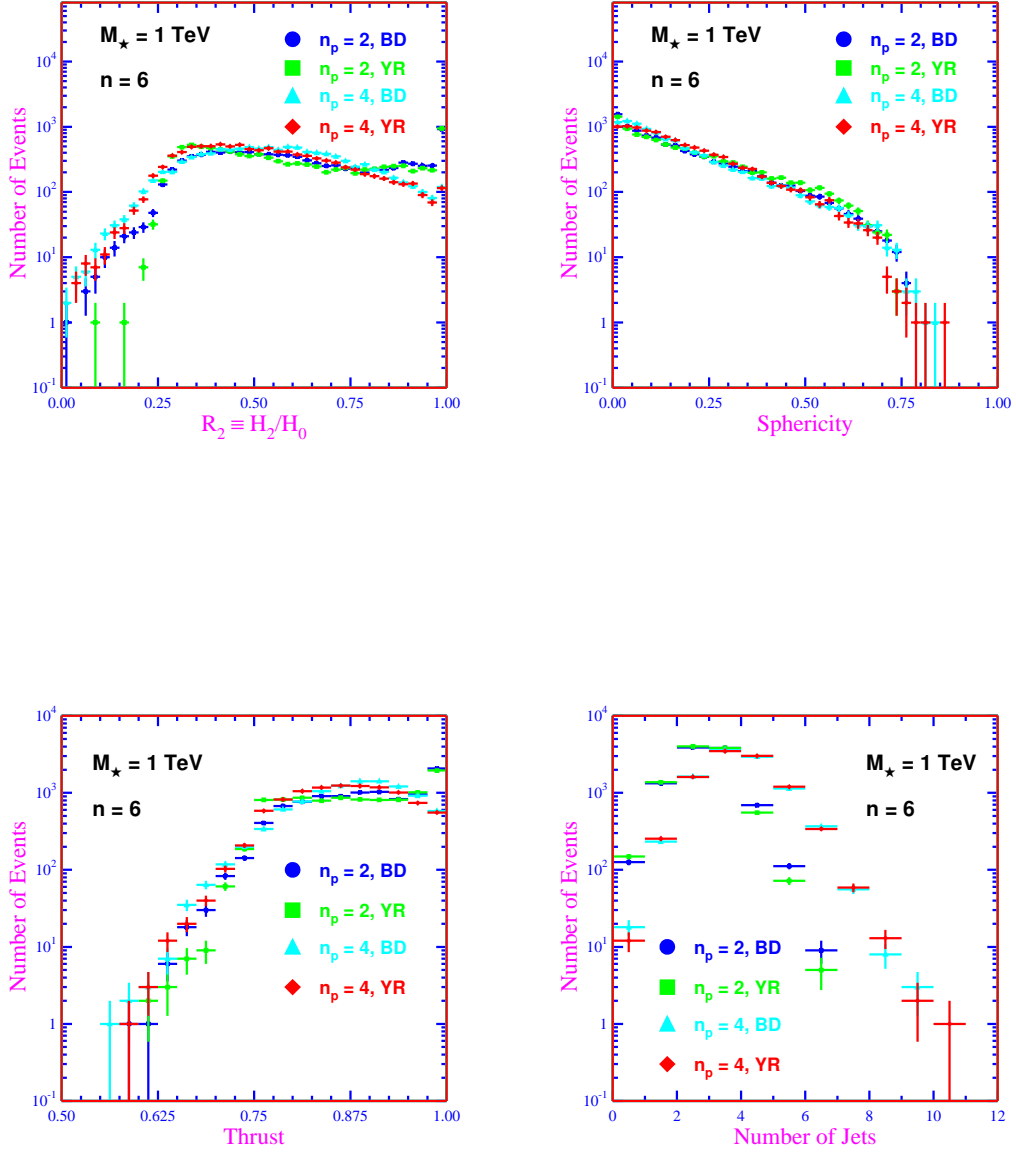 M★ = 1 TeV
n = 6
n_p = 2, BD
n_p = 2, YR
n_p = 4, BD
n_p = 4, YR
Number of Events
10^4
10^3
10^2
10
1
10^-1
0.00 0.25 0.50 0.75 1.00
R_2 ≡ H_2/H_0
M★ = 1 TeV
n = 6
n_p = 2, BD
n_p = 2, YR
n_p = 4, BD
n_p = 4, YR
Number of Events
10^4
10^3
10^2
10
1
10^-1
0.00 0.25 0.50 0.75 1.00
Sphericity
M★ = 1 TeV
n = 6
n_p = 2, BD
n_p = 2, YR
n_p = 4, BD
n_p = 4, YR
Number of Events
10^4
10^3
10^2
10
1
10^-1
0.50 0.625 0.75 0.875 1.00
Thrust
M★ = 1 TeV
n = 6
n_p = 2, BD
n_p = 2, YR
n_p = 4, BD
n_p = 4, YR
Number of Events
10^4
10^3
10^2
10
1
10^-1
0 2 4 6 8 10 12
Number of Jets